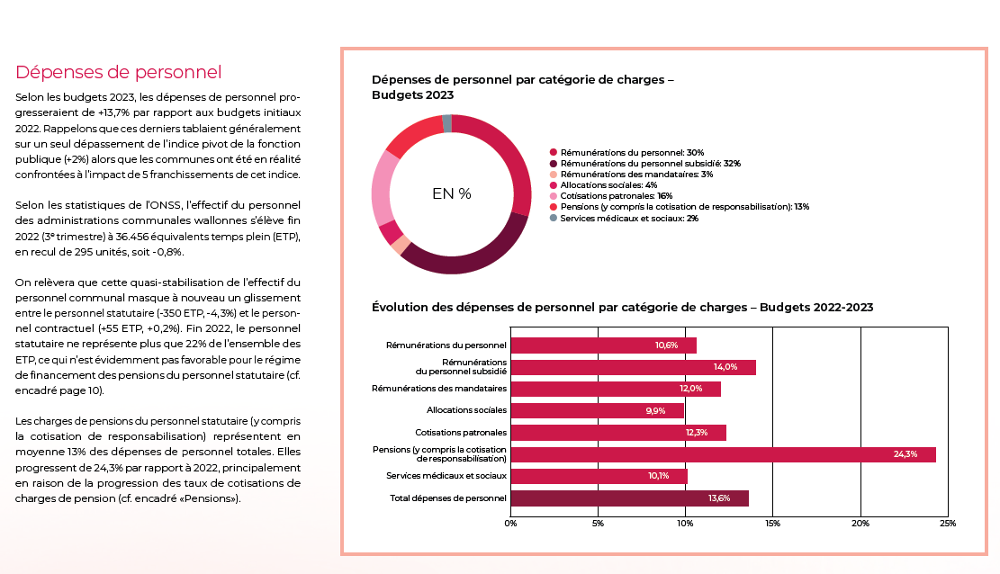 Dépenses de personnel
Selon les budgets 2023, les dépenses de personnel pro-
gresseraient de +13,7% par rapport aux budgets initiaux
2022. Rappelons que ces derniers tablaient généralement
sur un seul dépassement de l'indice pivot de la fonction
publique (+2%) alors que les communes ont été en réalité
confrontées à l'impact de 5 franchissements de cet indice.
Selon les statistiques de l'ONSS, l'effectif du personnel
des administrations communales wallonnes s'élève fin
2022 (3e trimestre) à 36.456 équivalents temps plein (ETP),
en recul de 295 unités, soit -0,8%.
On relèvera que cette quasi-stabilisation de l'effectif du
personnel communal masque à nouveau un glissement
entre le personnel statutaire (-350 ETP, -4,3%) et le person-
nel contractuel (+55 ETP, +0,2%). Fin 2022, le personnel
statutaire ne représente plus que 22% de l'ensemble des
ETP, ce qui n'est évidemment pas favorable pour le régime
de financement des pensions du personnel statutaire (cf.
encadré page 10).
Les charges de pensions du personnel statutaire (y compris
la cotisation de responsabilisation) représentent en
moyenne 13% des dépenses de personnel totales. Elles
progressent de 24,3% par rapport à 2022, principalement
en raison de la progression des taux de cotisations de
charges de pension (cf. encadré «Pensions»).
Dépenses de personnel par catégorie de charges –
Budgets 2023
EN %
Rémunérations du personnel: 30%
Rémunérations du personnel subsidié: 32%
Rémunérations des mandataires: 3%
Allocations sociales: 4%
Cotisations patronales: 16%
Pensions (y compris la cotisation de responsabilisation): 13%
Services médicaux et sociaux: 2%
Évolution des dépenses de personnel par catégorie de charges – Budgets 2022-2023
Rémunérations du personnel 10,6%
Rémunérations
du personnel subsidié 14,0%
Rémunérations des mandataires 12,0%
Allocations sociales 9,9%
Cotisations patronales 12,3%
Pensions (y compris la cotisation
de responsabilisation) 24,3%
Services médicaux et sociaux 10,1%
Total dépenses de personnel 13,6%
0% 5% 10% 15% 20% 25%